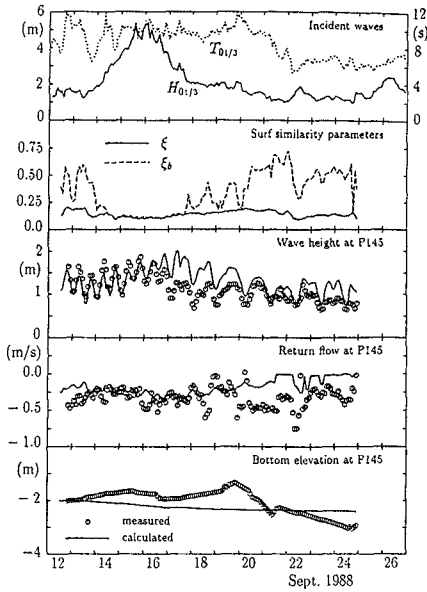 6
(m)
4
2
0
Incident waves
12
(s)
8
4
0
T01/3
H01/3
Surf similarity parameters
0.75
0.50
0.25
0.0
ξ
ξb
Wave height at P145
2
(m)
1
0
Return flow at P145
(m/s)
0.0
-0.5
-1.0
Bottom elevation at P145
(m)
-2
-4
measured
calculated
12 14 16 18 20 22 24 26
Sept. 1988